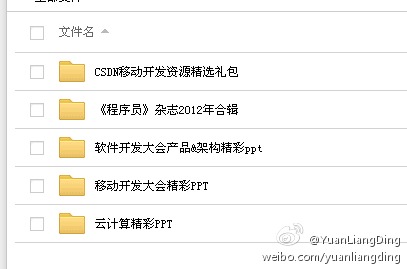 文件名
CSDN移动开发资源精选礼包
《程序员》杂志2012年合辑
软件开发大会产品&架构精彩ppt
移动开发大会精彩PPT
云计算精彩PPT
@YuanLiangDing
weibo.com/yuanliangding